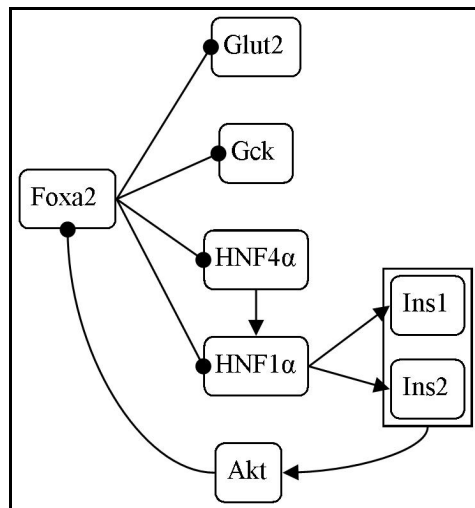 Glut2
Gck
Foxa2
HNF4α
Ins1
HNF1α
Ins2
Akt